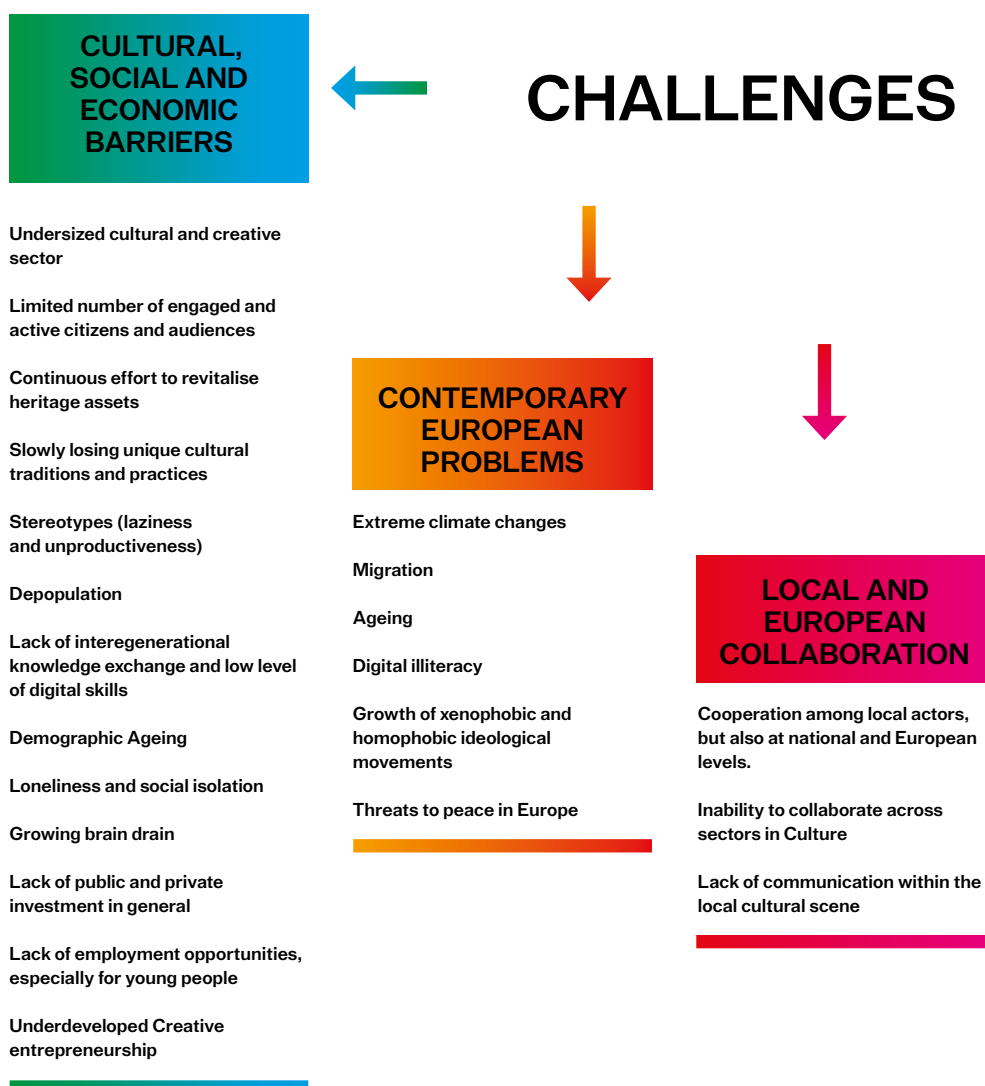 CHALLENGES
CULTURAL,
SOCIAL AND
ECONOMIC
BARRIERS
Undersized cultural and creative
sector
Limited number of engaged and
active citizens and audiences
Continuous effort to revitalise
heritage assets
Slowly losing unique cultural
traditions and practices
Stereotypes (laziness
and unproductiveness)
Depopulation
Lack of interegenerational
knowledge exchange and low level
of digital skills
Demographic Ageing
Loneliness and social isolation
Growing brain drain
Lack of public and private
investment in general
Lack of employment opportunities,
especially for young people
Underdeveloped Creative
entrepreneurship
CONTEMPORARY
EUROPEAN
PROBLEMS
Extreme climate changes
Migration
Ageing
Digital illiteracy
Growth of xenophobic and
homophobic ideological
movements
Threats to peace in Europe
LOCAL AND
EUROPEAN
COLLABORATION
Cooperation among local actors,
but also at national and European
levels.
Inability to collaborate across
sectors in Culture
Lack of communication within the
local cultural scene